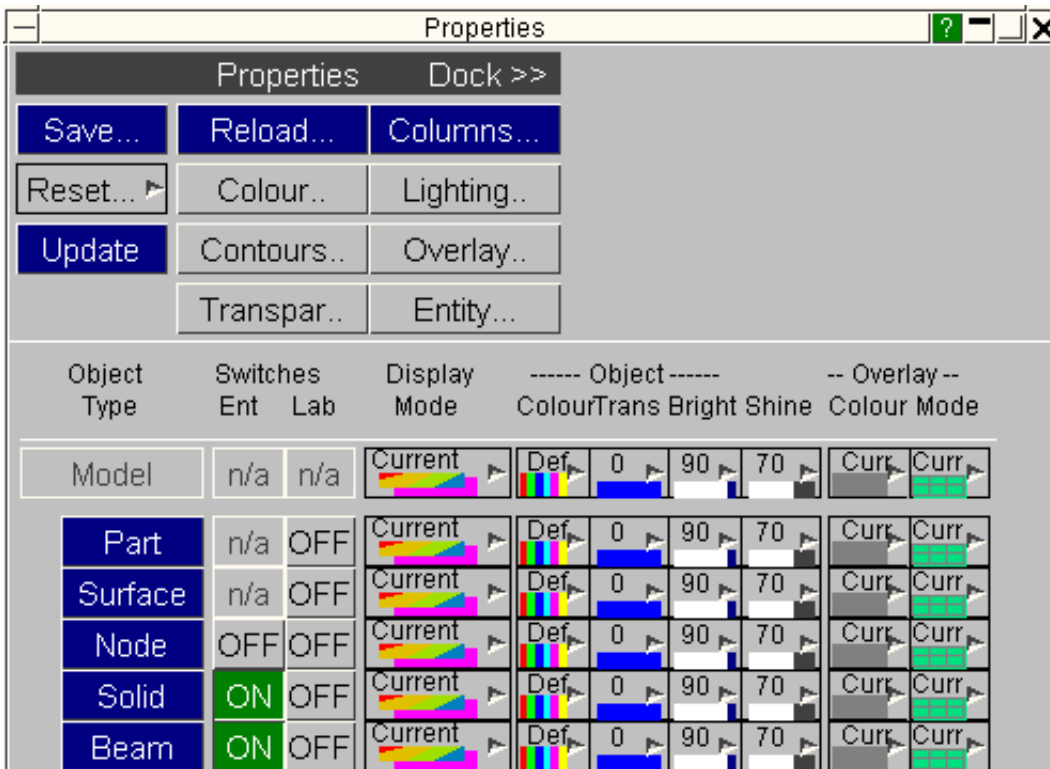 Properties ?
Properties Dock >>
Save... Reload... Columns...
Reset... Colour.. Lighting..
Update Contours.. Overlay..
Transpar.. Entity...
Object Switches Display ------ Object ------ -- Overlay --
Type Ent Lab Mode Colour Trans Bright Shine Colour Mode
Model n/a n/a Current Def 0 90 70 Curr Curr
Part n/a OFF Current Def 0 90 70 Curr Curr
Surface n/a OFF Current Def 0 90 70 Curr Curr
Node OFF OFF Current Def 0 90 70 Curr Curr
Solid ON OFF Current Def 0 90 70 Curr Curr
Beam ON OFF Current Def 0 90 70 Curr Curr